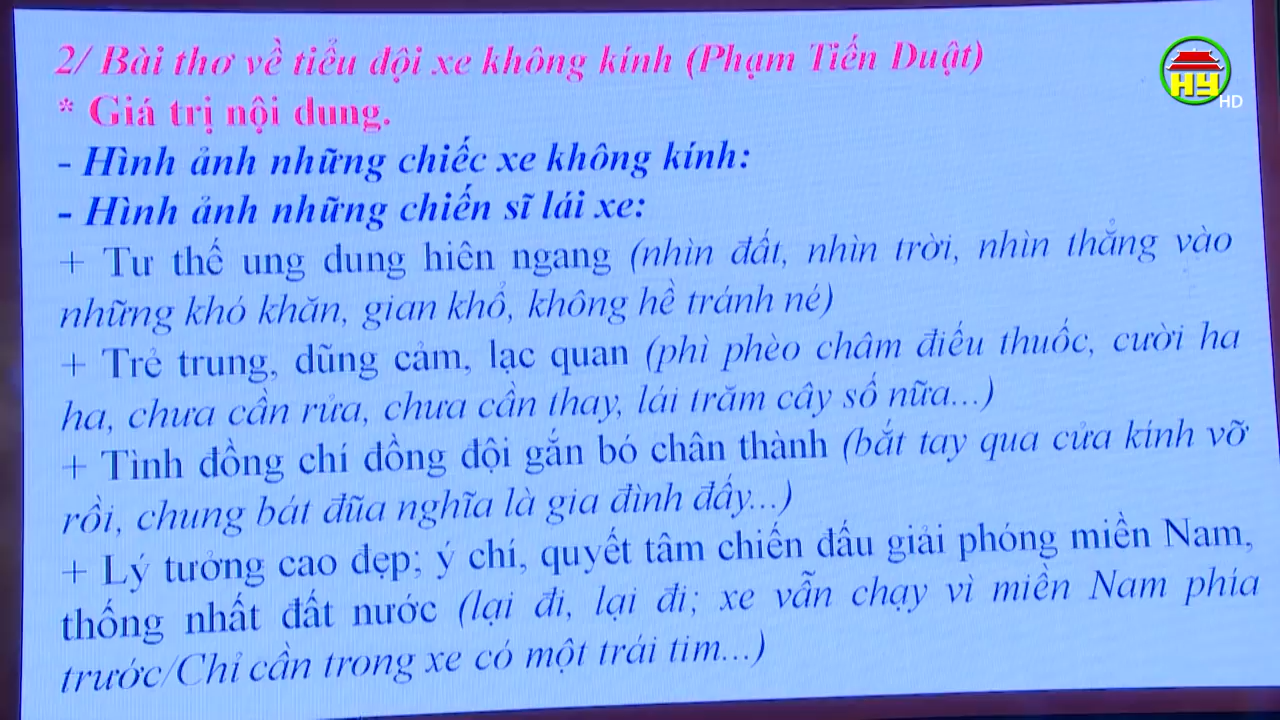 2/ Bài thơ về tiểu đội xe không kính (Phạm Tiến Duật)
* Giá trị nội dung.
- Hình ảnh những chiếc xe không kính:
- Hình ảnh những chiến sĩ lái xe:
+ Tư thế ung dung hiên ngang (nhìn đất, nhìn trời, nhìn thẳng vào
những khó khăn, gian khổ, không hề tránh né)
+ Trẻ trung, dũng cảm, lạc quan (phì phèo châm điếu thuốc, cười ha
ha, chưa cần rửa, chưa cần thay, lái trăm cây số nữa...)
+ Tình đồng chí đồng đội gắn bó chân thành (bắt tay qua cửa kính vỡ
rồi, chung bát đũa nghĩa là gia đình đấy...)
+ Lý tưởng cao đẹp; ý chí, quyết tâm chiến đấu giải phóng miền Nam,
thống nhất đất nước (lại đi, lại đi; xe vẫn chạy vì miền Nam phía
trước/Chỉ cần trong xe có một trái tim...)
HY
HD